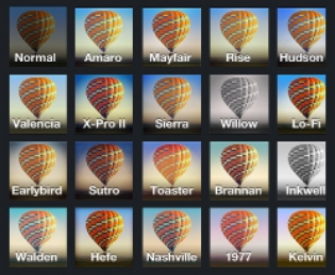 Normal Amaro Mayfair Rise Hudson
Valencia X-Pro II Sierra Willow Lo-Fi
Earlybird Sutro Toaster Brannan Inkwell
Walden Hefe Nashville 1977 Kelvin